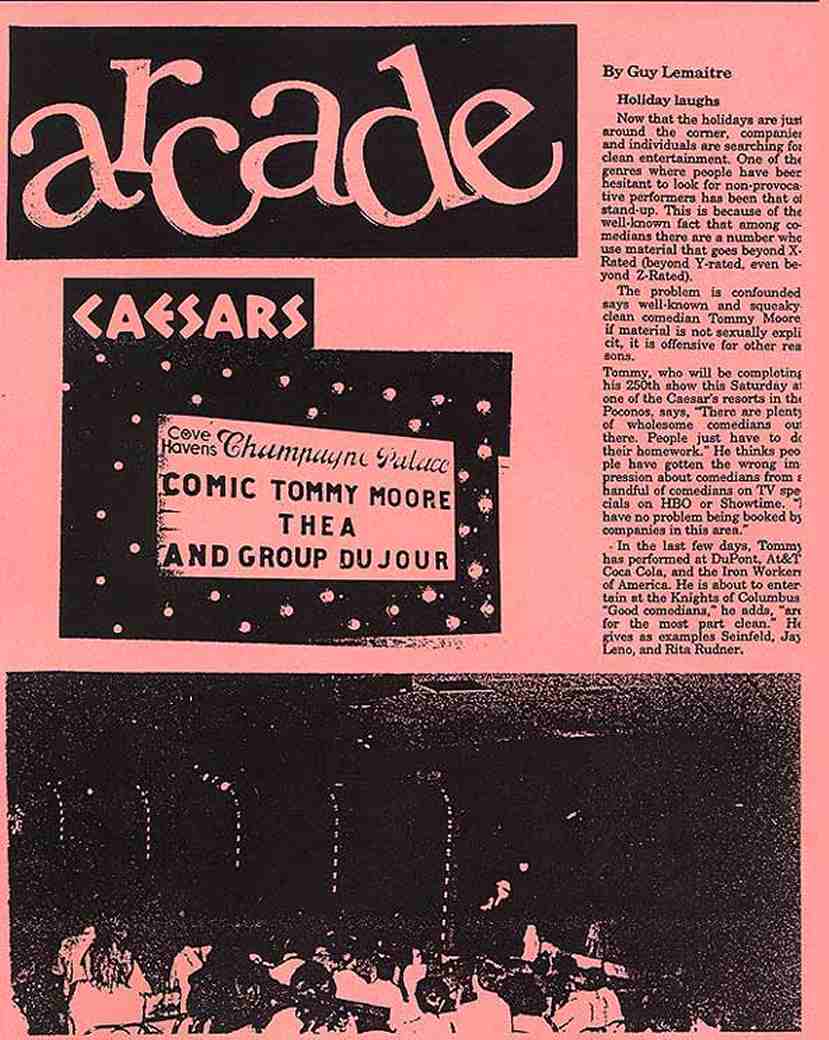 arcade
CAESARS
Cove
Havens Champagne Palace
COMIC TOMMY MOORE
THEA
AND GROUP DU JOUR
By Guy Lemaitre
Holiday laughs
Now that the holidays are just
around the corner, companies
and individuals are searching for
clean entertainment. One of the
genres where people have been
hesitant to look for non-provoca-
tive performers has been that of
stand-up. This is because of the
well-known fact that among co-
medians there are a number who
use material that goes beyond X-
Rated (beyond Y-rated, even be-
yond Z-Rated).
The problem is confounded
says well-known and squeaky-
clean comedian Tommy Moore
if material is not sexually expli
cit, it is offensive for other rea
sons.
Tommy, who will be completing
his 250th show this Saturday at
one of the Caesar's resorts in the
Poconos, says, "There are plenty
of wholesome comedians out
there. People just have to do
their homework." He thinks peo
ple have gotten the wrong im-
pression about comedians from a
handful of comedians on TV spe
cials on HBO or Showtime. "I
have no problem being booked by
companies in this area."
In the last few days, Tommy
has performed at DuPont, At&T
Coca Cola, and the Iron Workers
of America. He is about to enter-
tain at the Knights of Columbus
"Good comedians," he adds, "are
for the most part clean." He
gives as examples Seinfeld, Jay
Leno, and Rita Rudner.